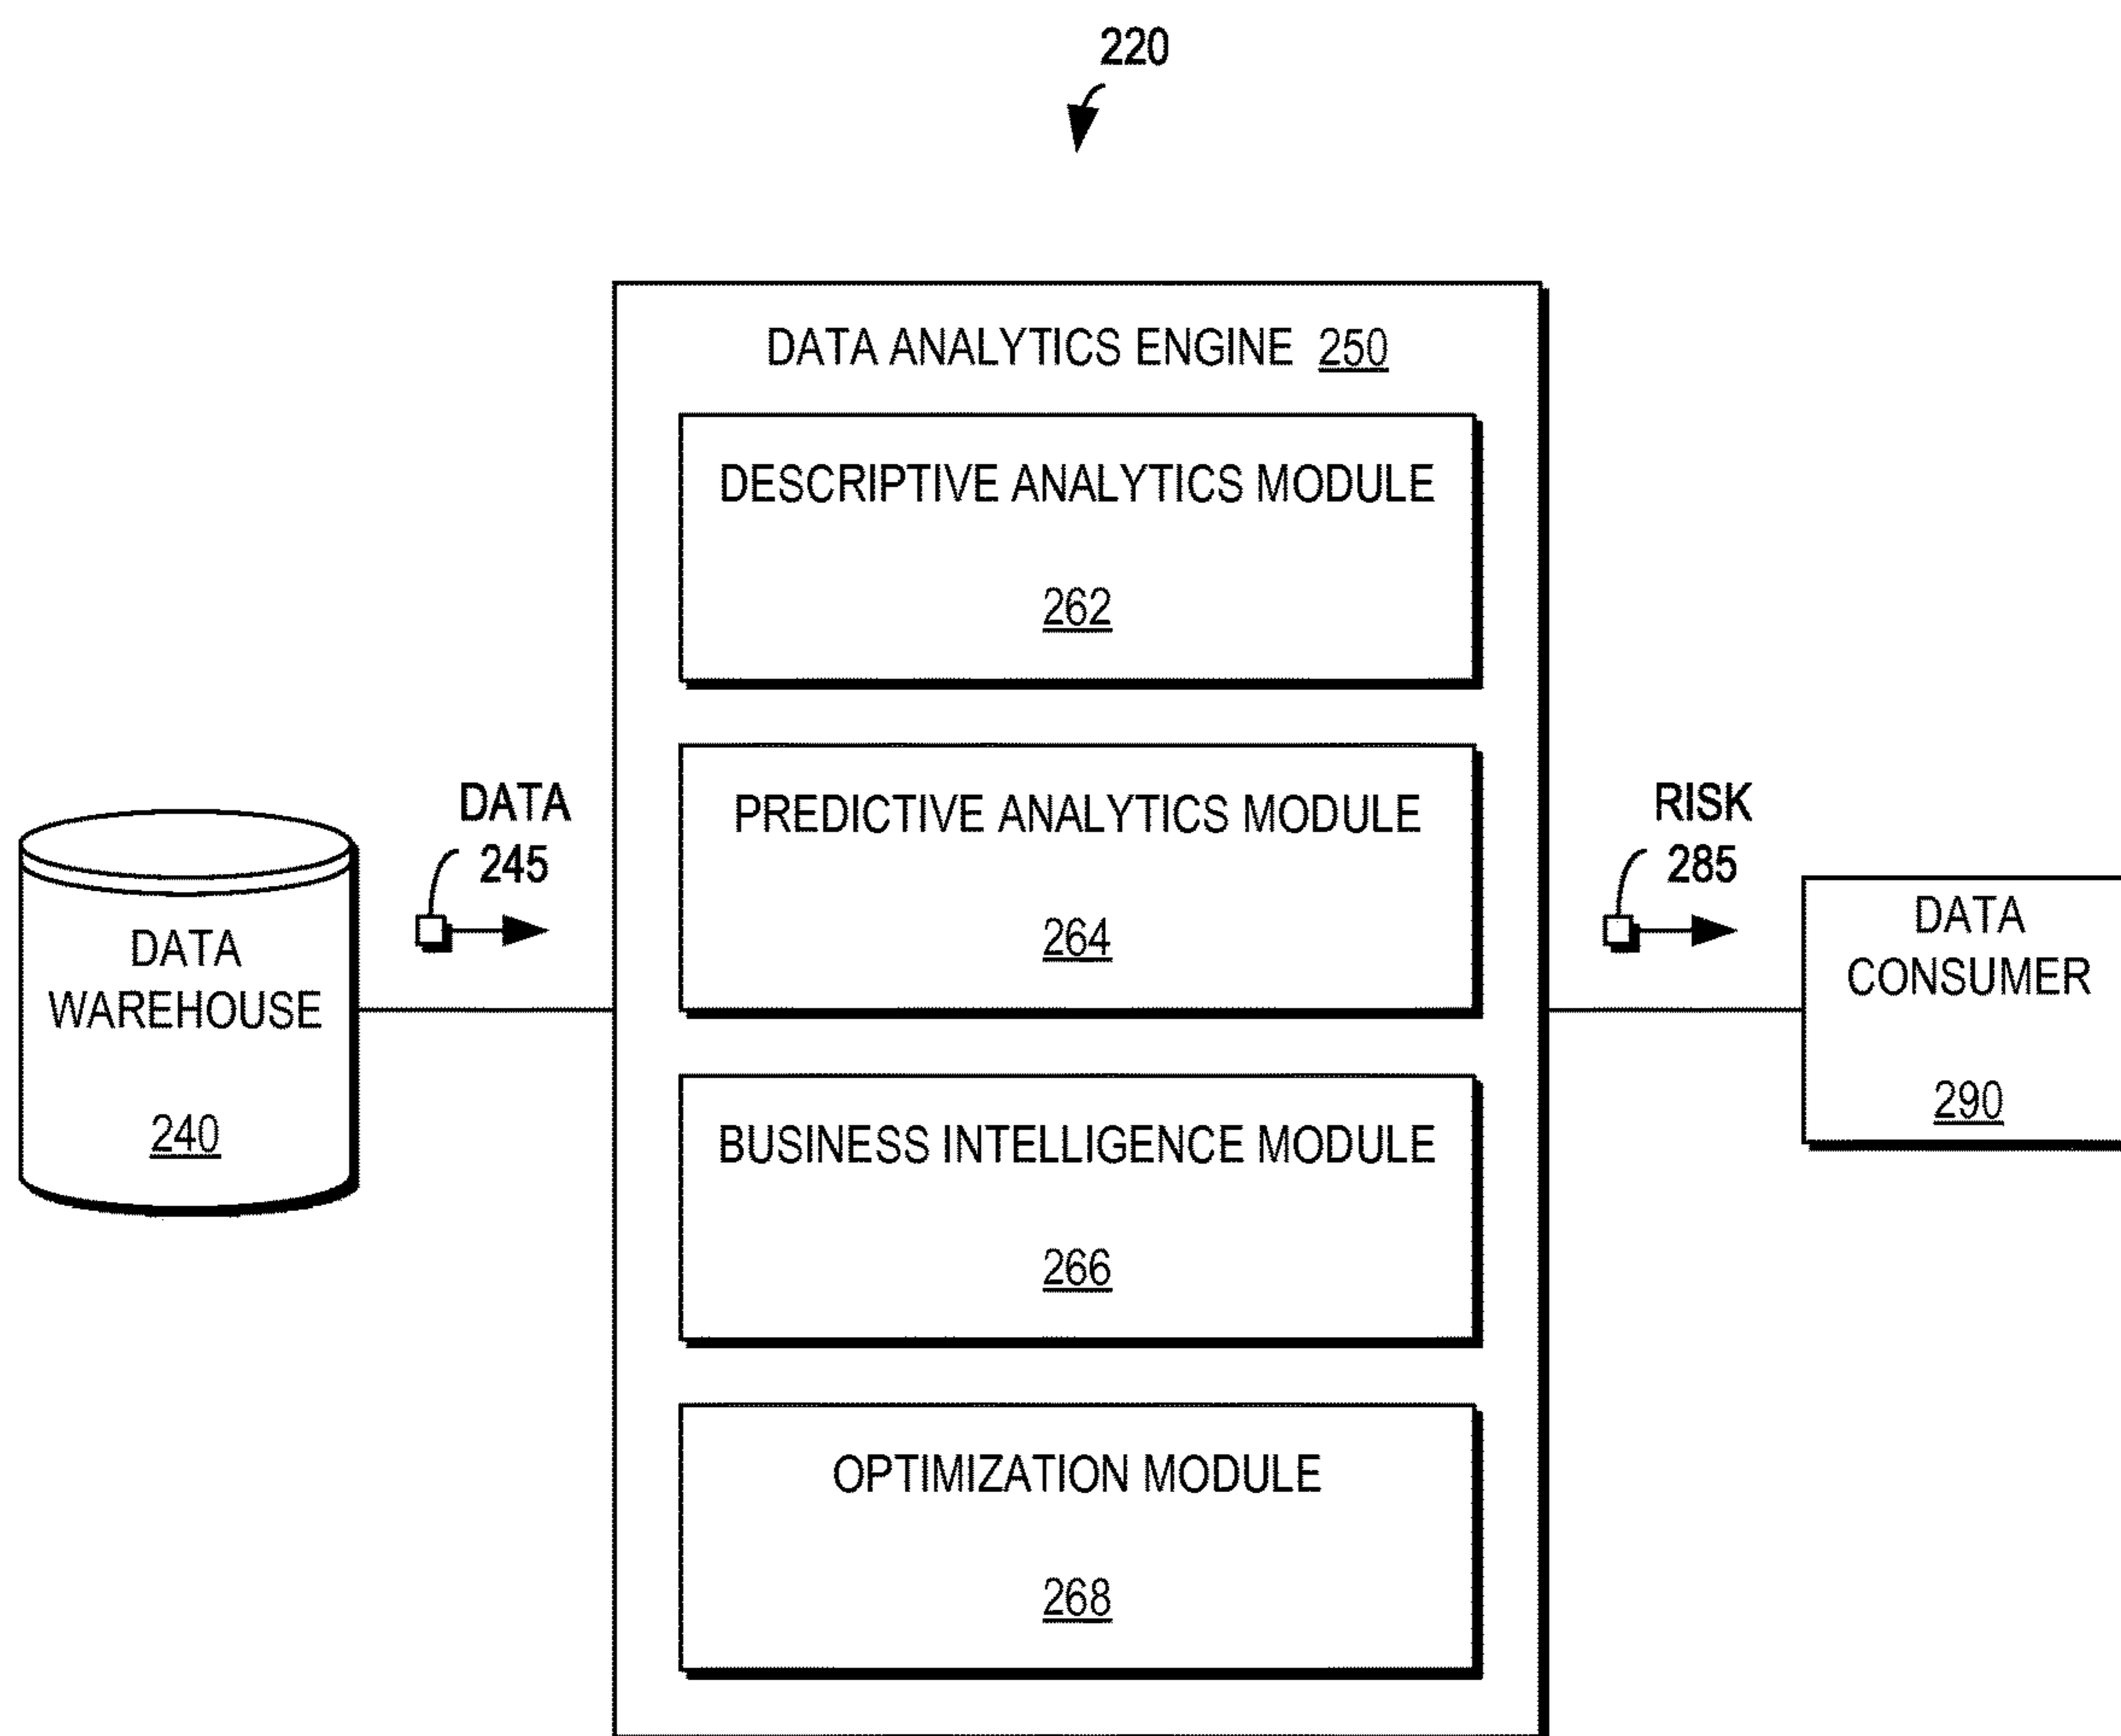 220
DATA ANALYTICS ENGINE 250
DESCRIPTIVE ANALYTICS MODULE
262
PREDICTIVE ANALYTICS MODULE
264
BUSINESS INTELLIGENCE MODULE
266
OPTIMIZATION MODULE
268
DATA
245
DATA
WAREHOUSE
240
RISK
285
DATA
CONSUMER
290